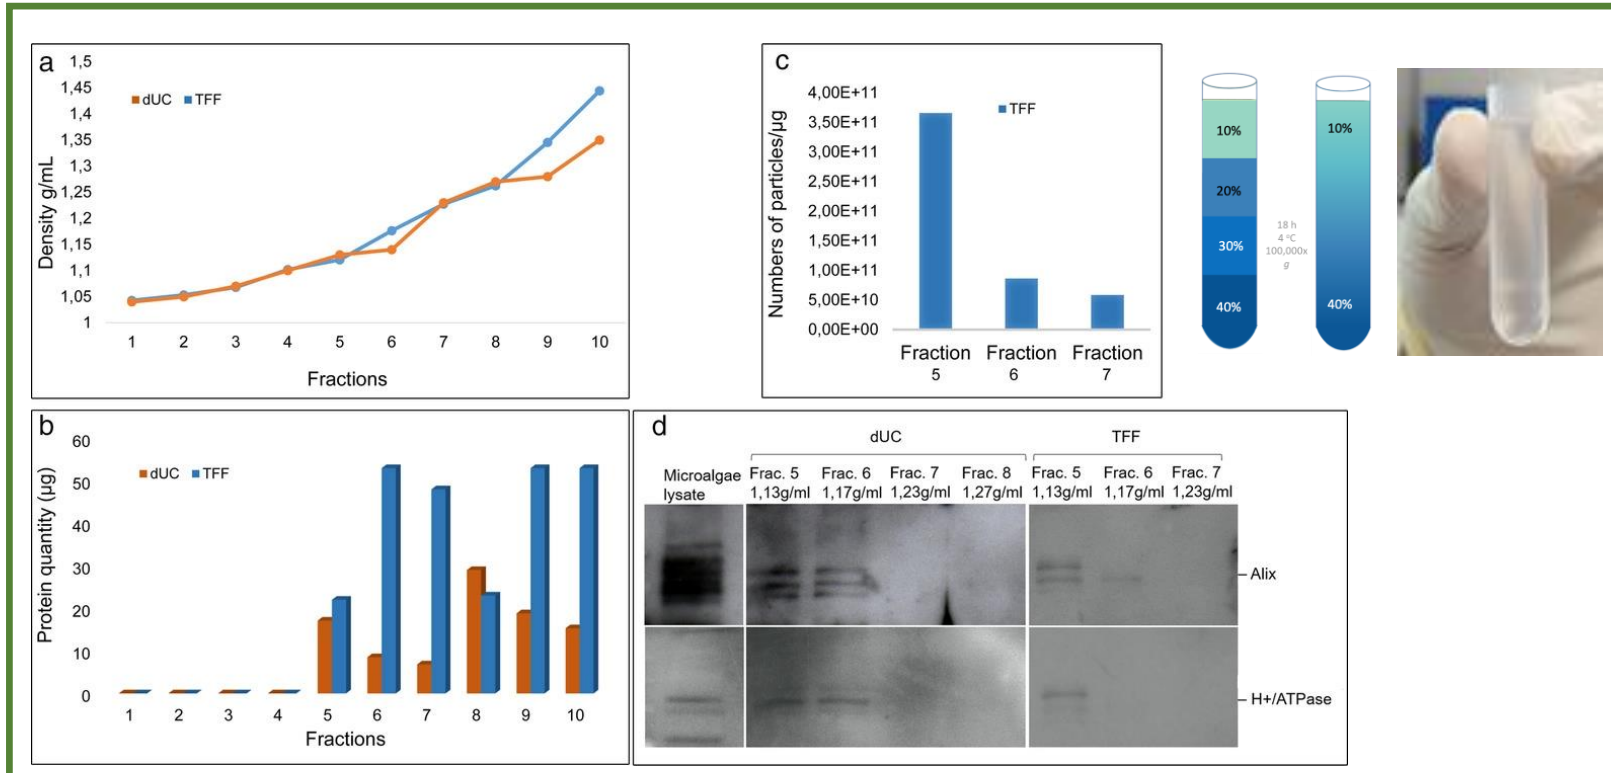 a
1,5
1,45
1,4
1,35
1,3
1,25
1,2
1,15
1,1
1,05
1
dUC TFF
Density g/mL
1 2 3 4 5 6 7 8 9 10
Fractions
c
4,00E+11
3,50E+11
3,00E+11
2,50E+11
2,00E+11
1,50E+11
1,00E+11
5,00E+10
0,00E+00
TFF
Numbers of particles/µg
Fraction 5
Fraction 6
Fraction 7
10%
20%
30%
40%
18 h
4 °C
100,000x
g
10%
40%
b
60
50
40
30
20
10
0
dUC TFF
Protein quantity (µg)
1 2 3 4 5 6 7 8 9 10
Fractions
d
dUC TFF
Microalgae
lysate
Frac. 5
1,13g/ml
Frac. 6
1,17g/ml
Frac. 7
1,23g/ml
Frac. 8
1,27g/ml
Frac. 5
1,13g/ml
Frac. 6
1,17g/ml
Frac. 7
1,23g/ml
Alix
H+/ATPase